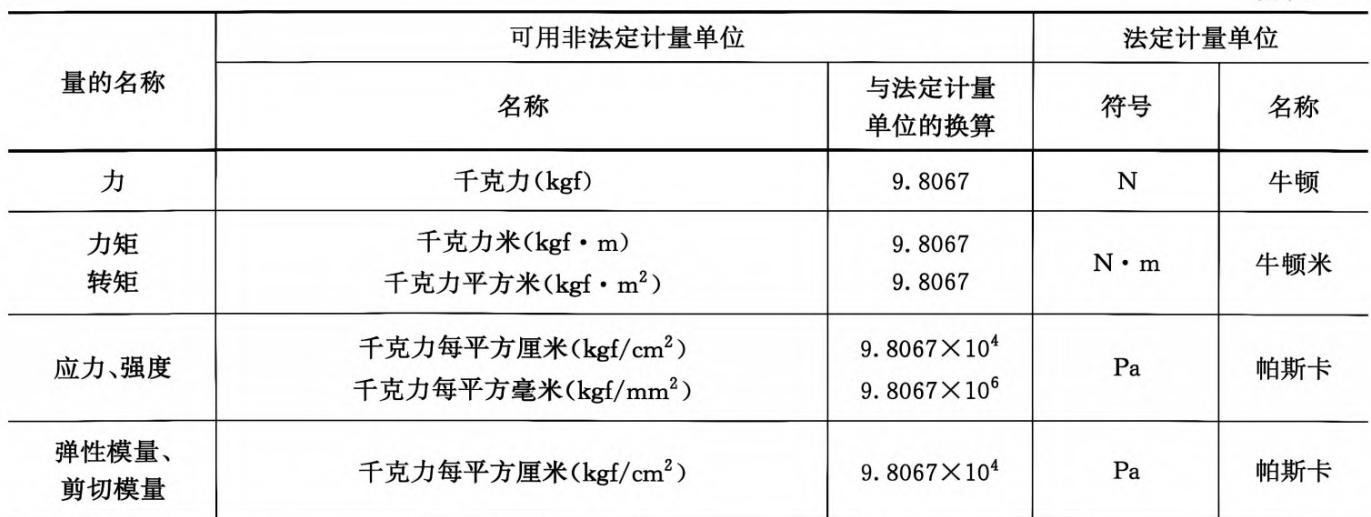 可用非法定计量单位 法定计量单位
量的名称 名称 与法定计量单位的换算 符号 名称
力 千克力(kgf) 9.8067 N 牛顿
力矩 千克力米(kgf·m) 9.8067 N·m 牛顿米
转矩 千克力平方米(kgf·m²) 9.8067
应力、强度 千克力每平方厘米(kgf/cm²) 9.8067×10⁴ Pa 帕斯卡
千克力每平方毫米(kgf/mm²) 9.8067×10⁶
弹性模量、
剪切模量 千克力每平方厘米(kgf/cm²) 9.8067×10⁴ Pa 帕斯卡